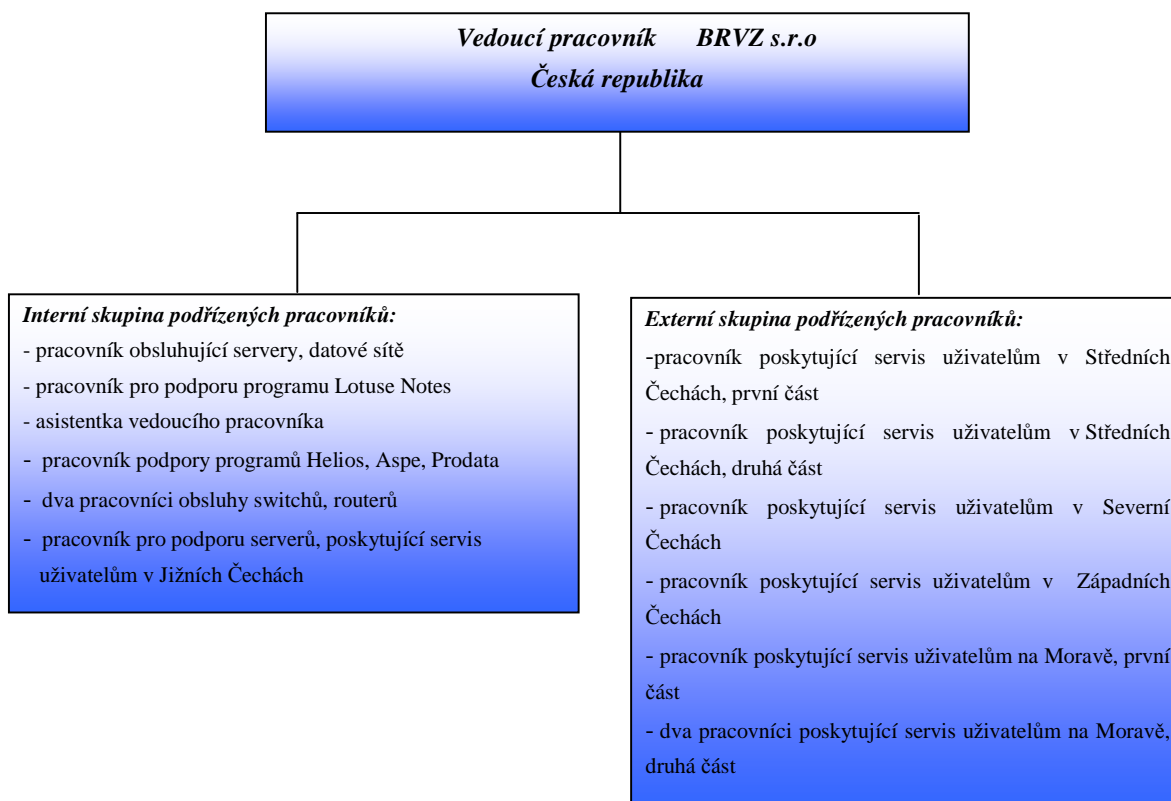 Vedoucí pracovník BRVZ s.r.o
Česká republika
Interní skupina podřízených pracovníků:
- pracovník obsluhující servery, datové sítě
- pracovník pro podporu programu Lotuse Notes
- asistentka vedoucího pracovníka
- pracovník podpory programů Helios, Aspe, Prodata
- dva pracovníci obsluhy switchů, routerů
- pracovník pro podporu serverů, poskytující servis
uživatelům v Jižních Čechách
Externí skupina podřízených pracovníků:
-pracovník poskytující servis uživatelům v Středních
Čechách, první část
- pracovník poskytující servis uživatelům v Středních
Čechách, druhá část
- pracovník poskytující servis uživatelům v Severní
Čechách
- pracovník poskytující servis uživatelům v Západních
Čechách
- pracovník poskytující servis uživatelům na Moravě, první
část
- dva pracovníci poskytující servis uživatelům na Moravě,
druhá část